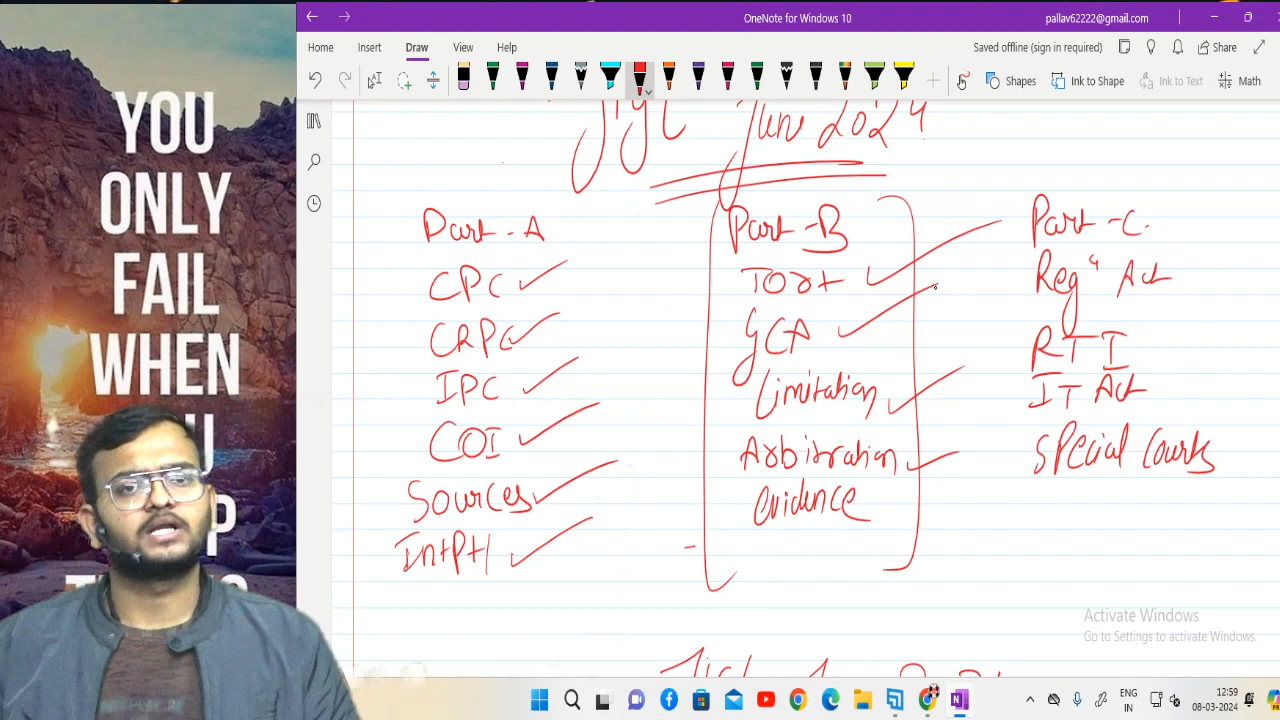 YOU
ONLY
FAIL
WHEN
U
P
OneNote for Windows 10
pallav62222@gmail.com
Home Insert Draw View Help
Saved offline (sign in required)
Share
Shapes
Ink to Shape
Ink to Text
Math
June 2024
Part-A
CPC
CRPC
IPC
COI
Sources
Part-B
Tort
GCA
Limitation
Arbitration
evidence
Part-C.
Regn Act
RTI
IT Act
Special Courts
Activate Windows
Go to Settings to activate Windows.
ENG
IN
12:59
08-03-2024